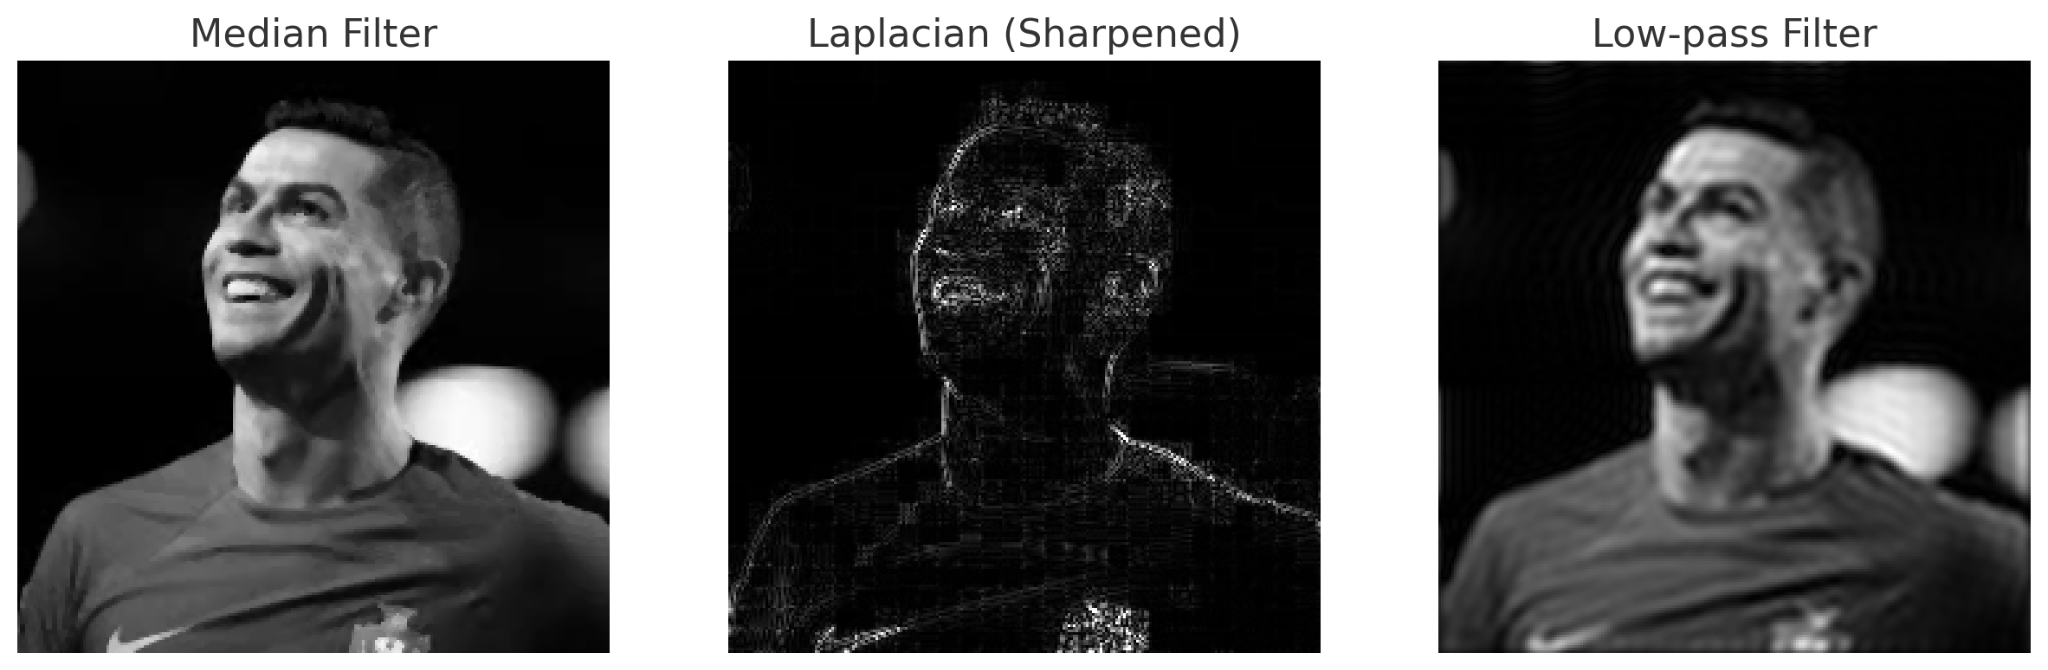 Median Filter
Laplacian (Sharpened)
Low-pass Filter